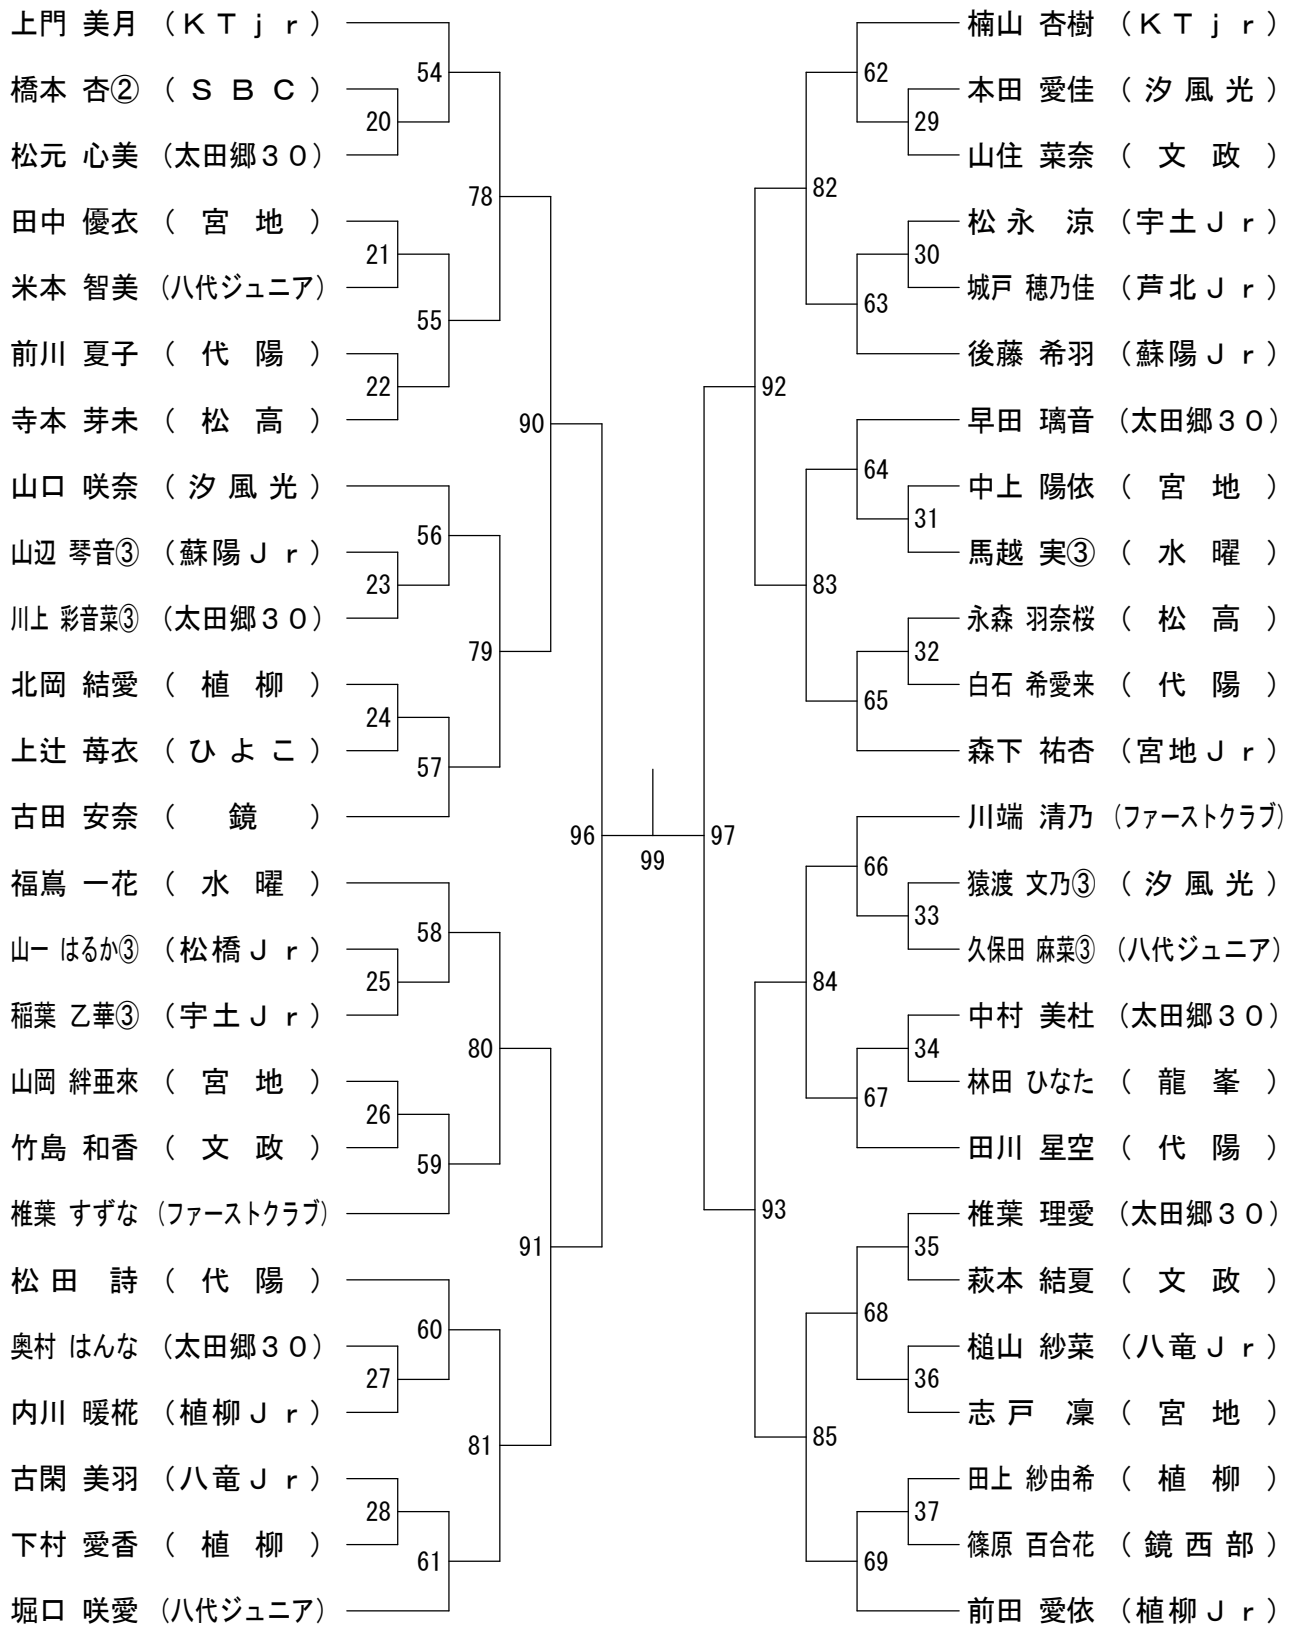 上門 美月 (ＫＴｊｒ)
橋本 杏② (ＳＢＣ)
松元 心美 (太田郷３０)
田中 優衣 (宮地)
米本 智美 (八代ジュニア)
前川 夏子 (代陽)
寺本 芽未 (松高)
山口 咲奈 (汐風光)
山辺 琴音③ (蘇陽Ｊｒ)
川上 彩音菜③ (太田郷３０)
北岡 結愛 (植柳)
上辻 苺衣 (ひよこ)
古田 安奈 (鏡)
福嶌 一花 (水曜)
山一 はるか③ (松橋Ｊｒ)
稲葉 乙華③ (宇土Ｊｒ)
山岡 絆亜來 (宮地)
竹島 和香 (文政)
椎葉 すずな (ファーストクラブ)
松田 詩 (代陽)
奥村 はんな (太田郷３０)
内川 暖椛 (植柳Ｊｒ)
古閑 美羽 (八竜Ｊｒ)
下村 愛香 (植柳)
堀口 咲愛 (八代ジュニア)
20
21
22
23
24
25
26
27
28
54
55
56
57
58
59
60
61
78
79
80
81
90
91
96
99
97
92
93
82
83
84
85
62
63
64
65
66
67
68
69
29
30
31
32
33
34
35
36
37
楠山 杏樹 (ＫＴｊｒ)
本田 愛佳 (汐風光)
山住 菜奈 (文政)
松永 涼 (宇土Ｊｒ)
城戸 穂乃佳 (芦北Ｊｒ)
後藤 希羽 (蘇陽Ｊｒ)
早田 璃音 (太田郷３０)
中上 陽依 (宮地)
馬越 実③ (水曜)
永森 羽奈桜 (松高)
白石 希愛来 (代陽)
森下 祐杏 (宮地Ｊｒ)
川端 清乃 (ファーストクラブ)
猿渡 文乃③ (汐風光)
久保田 麻菜③ (八代ジュニア)
中村 美杜 (太田郷３０)
林田 ひなた (龍峯)
田川 星空 (代陽)
椎葉 理愛 (太田郷３０)
萩本 結夏 (文政)
槌山 紗菜 (八竜Ｊｒ)
志戸 凜 (宮地)
田上 紗由希 (植柳)
篠原 百合花 (鏡西部)
前田 愛依 (植柳Ｊｒ)